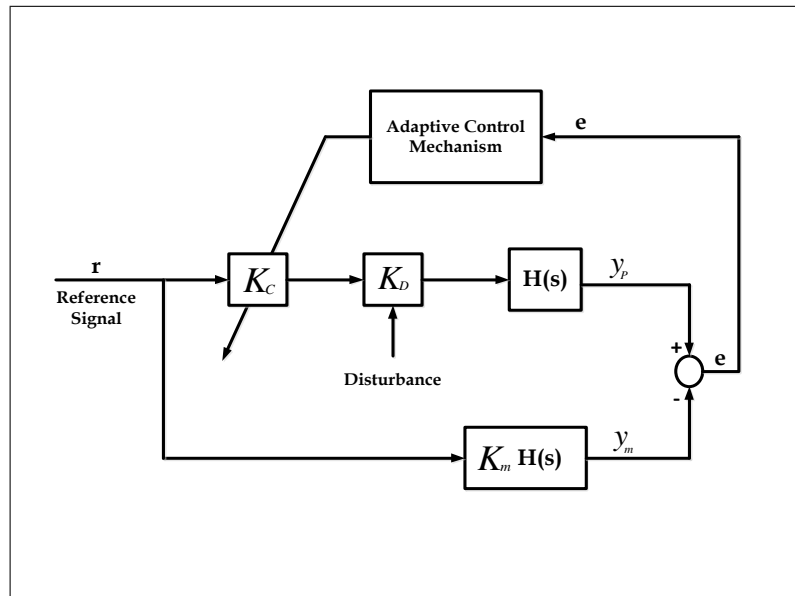 Adaptive Control
Mechanism
e
r
Reference
Signal
K_C
K_D
H(s)
y_P
Disturbance
+
e
-
K_m H(s)
y_m